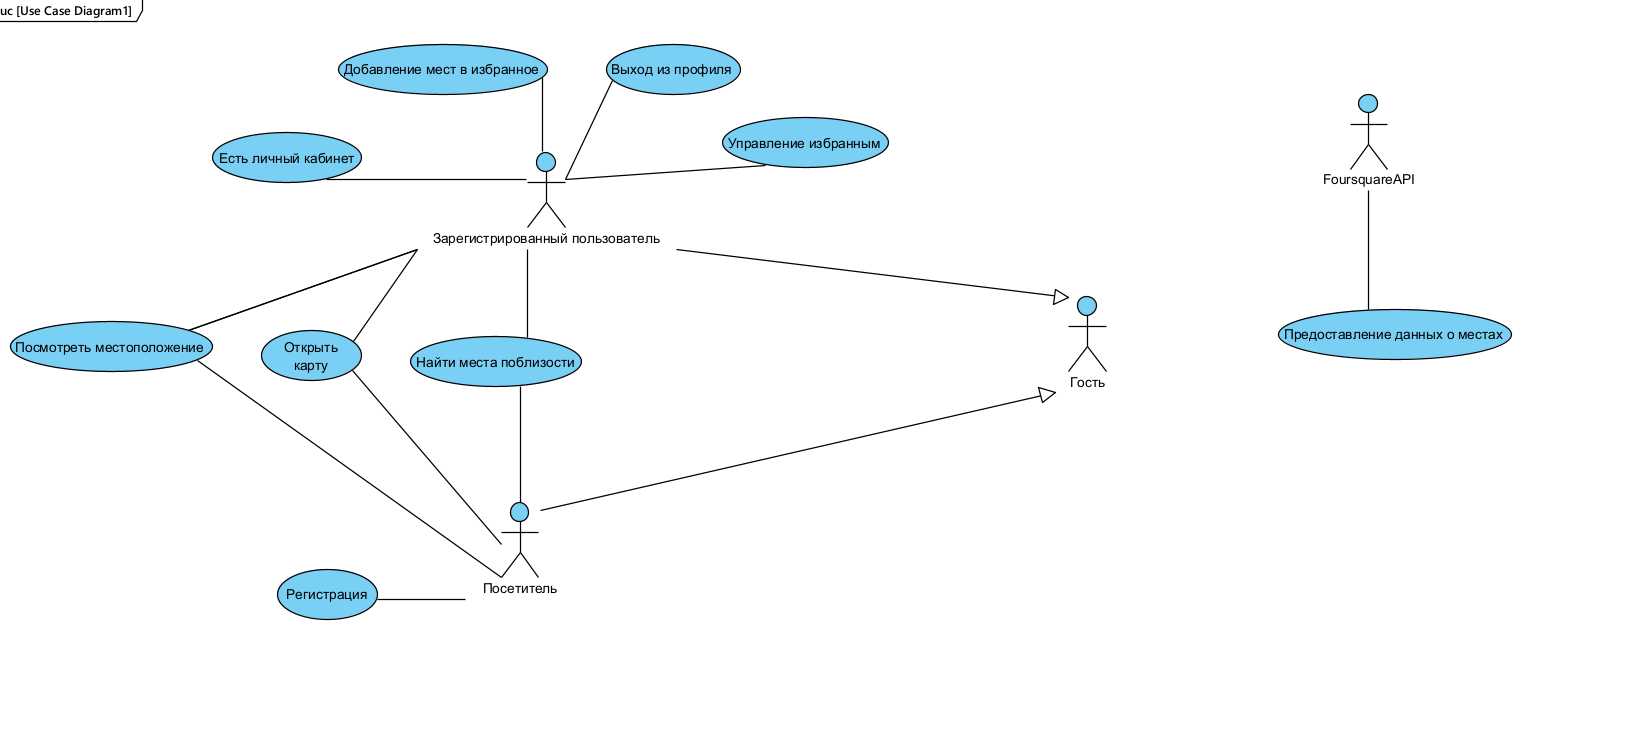 uc [Use Case Diagram1]
Добавление мест в избранное
Выход из профиля
Управление избранным
Есть личный кабинет
Зарегистрированный пользователь
FoursquareAPI
Посмотреть местоположение
Открыть
карту
Найти места поблизости
Гость
Предоставление данных о местах
Посетитель
Регистрация